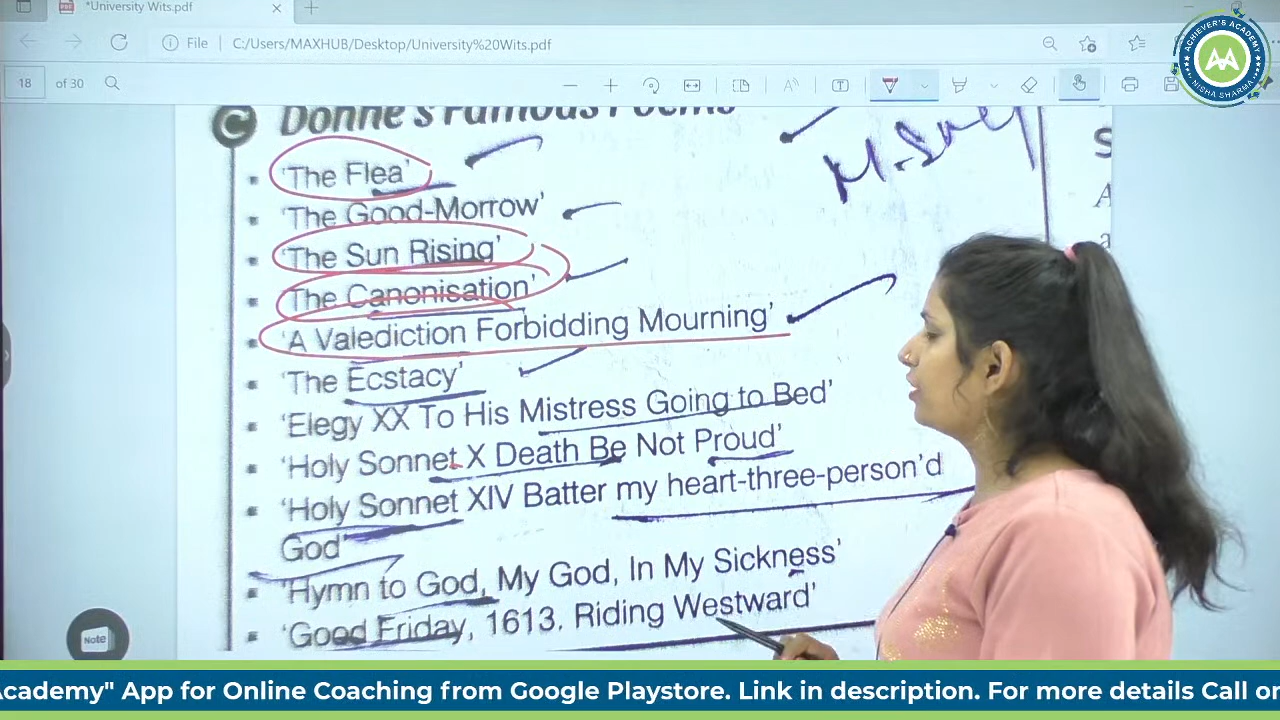 *University Wits.pdf
File C:/Users/MAXHUB/Desktop/University%20Wits.pdf
18 of 30
ACHIEVER'S ACADEMY
NISHA SHARMA
Donne's Famous Poems
'The Flea'
'The Good-Morrow'
'The Sun Rising'
'The Canonisation'
'A Valediction Forbidding Mourning'
'The Ecstacy'
'Elegy XX To His Mistress Going to Bed'
'Holy Sonnet X Death Be Not Proud'
'Holy Sonnet XIV Batter my heart-three-person'd
God'
'Hymn to God, My God, In My Sickness'
'Good Friday, 1613. Riding Westward'
Note
Academy" App for Online Coaching from Google Playstore. Link in description. For more details Call or